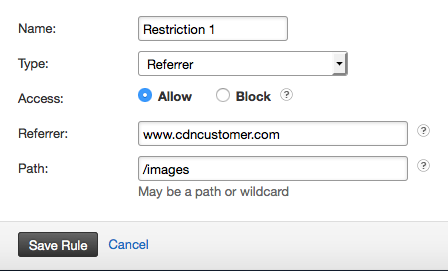 Name: Restriction 1
Type: Referrer
Access: Allow Block ?
Referrer: www.cdncustomer.com ?
Path: /images ?
May be a path or wildcard
Save Rule Cancel